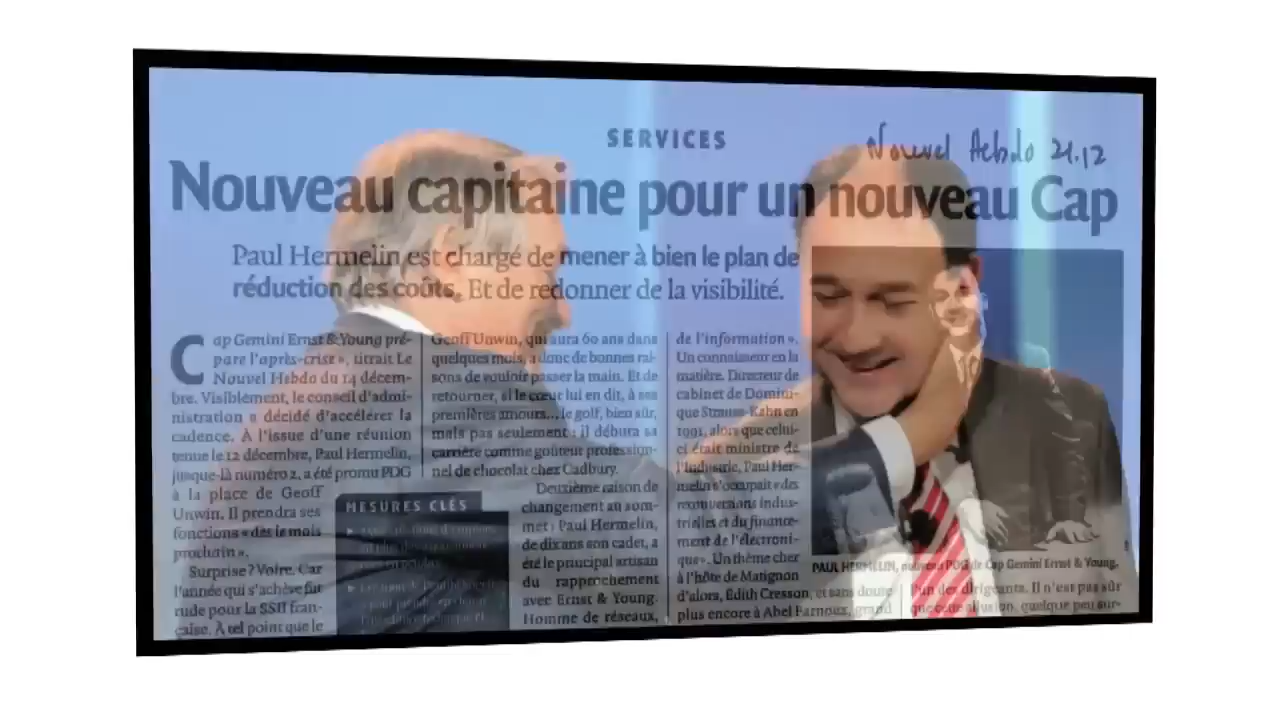 SERVICES
Nouvel Hebdo 21.12
Nouveau capitaine pour un nouveau Cap
Paul Hermelin est chargé de mener à bien le plan de
réduction des coûts. Et de redonner de la visibilité.
Cap Gemini Ernst & Young pré-
pare l'après-crise », titrait Le
Nouvel Hebdo du 14 décem-
bre. Visiblement, le conseil d'admi-
nistration a décidé d'accélérer la
cadence. À l'issue d'une réunion
tenue le 12 décembre, Paul Hermelin,
jusque-là numéro 2, a été promu PDG
à la place de Geoff
Unwin. Il prendra ses
fonctions « dès le mois
prochain ».
Surprise ? Voire. Car
l'année qui s'achève fut
rude pour la SSII fran-
çaise. À tel point que le
Geoff Unwin, qui aura 60 ans dans
quelques mois, a donc de bonnes rai-
sons de vouloir passer la main. Et de
retourner, si le cœur lui en dit, à ses
premières amours... le golf, bien sûr,
mais pas seulement : il débuta sa
carrière comme goûteur profession-
nel de chocolat chez Cadbury.
MESURES CLÉS
Deuxième raison de
changement au som-
met : Paul Hermelin,
de dix ans son cadet, a
été le principal artisan
du rapprochement
avec Ernst & Young.
Homme de réseaux,
de l'information ».
Un connaisseur en la
matière. Directeur de
cabinet de Domini-
que Strauss-Kahn en
1991, alors que celui-
ci était ministre de
l'Industrie, Paul Her-
melin s'occupait « des
reconversions indus-
trielles et du finance-
ment de l'électroni-
que ». Un thème cher
à l'hôte de Matignon
d'alors, Édith Cresson, et sans doute
plus encore à Abel Farnoux, grand
PAUL HERMELIN, nouveau PDG de Cap Gemini Ernst & Young.
l'un des dirigeants. Il n'est pas sûr
que cette allusion, quelque peu sur-